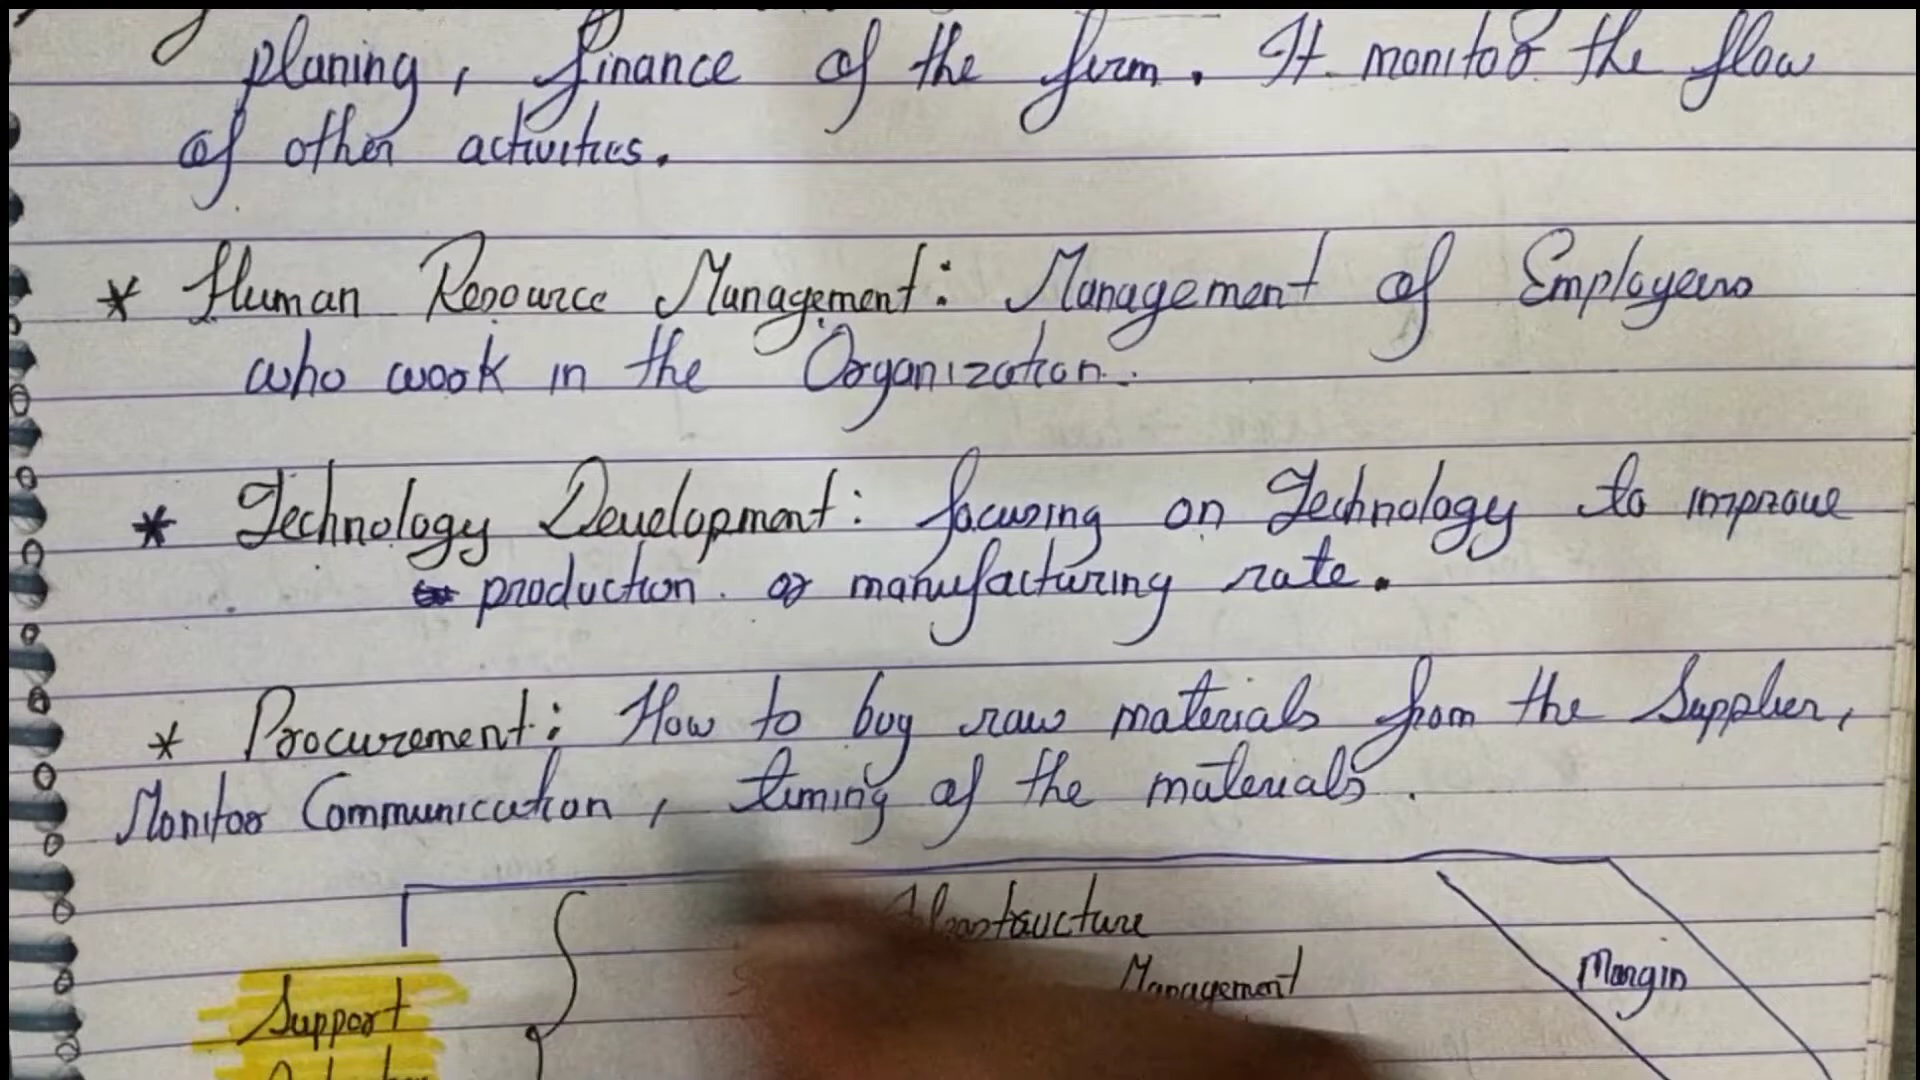 planing, finance of the firm. It monitor the flow
of other activities.
* Human Resource Management: Management of Employees
who work in the Organization.
* Technology Development: focusing on Technology to improve
production or manufacturing rate.
* Procurement: How to buy raw materials from the Supplier,
Monitor Communication, timing of the materials.
Management
Margin
Support